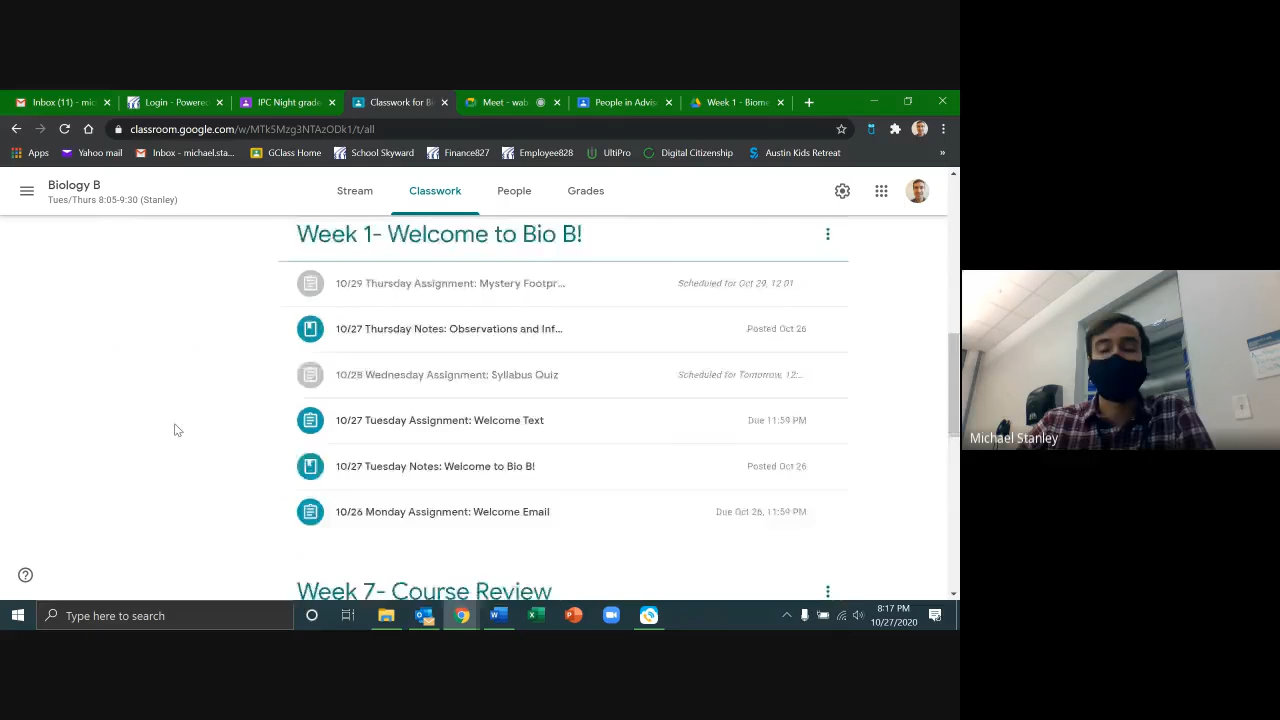 Inbox (11) - mic
Login - Powered
IPC Night grade
Classwork for Bi
Meet - wab
People in Advis
Week 1 - Biome
classroom.google.com/w/MTk5Mzg3NTAzODk1/t/all
Apps
Yahoo mail
Inbox - michael.sta...
GClass Home
School Skyward
Finance827
Employee828
UltiPro
Digital Citizenship
Austin Kids Retreat
»
Biology B
Tues/Thurs 8:05-9:30 (Stanley)
Stream
Classwork
People
Grades
Week 1- Welcome to Bio B!
10/29 Thursday Assignment: Mystery Footpr...
Scheduled for Oct 29, 12:01
10/27 Thursday Notes: Observations and Inf...
Posted Oct 26
10/28 Wednesday Assignment: Syllabus Quiz
Scheduled for Tomorrow, 12:...
10/27 Tuesday Assignment: Welcome Text
Due 11:59 PM
10/27 Tuesday Notes: Welcome to Bio B!
Posted Oct 26
10/26 Monday Assignment: Welcome Email
Due Oct 26, 11:59 PM
Week 7- Course Review
Michael Stanley
Type here to search
8:17 PM
10/27/2020